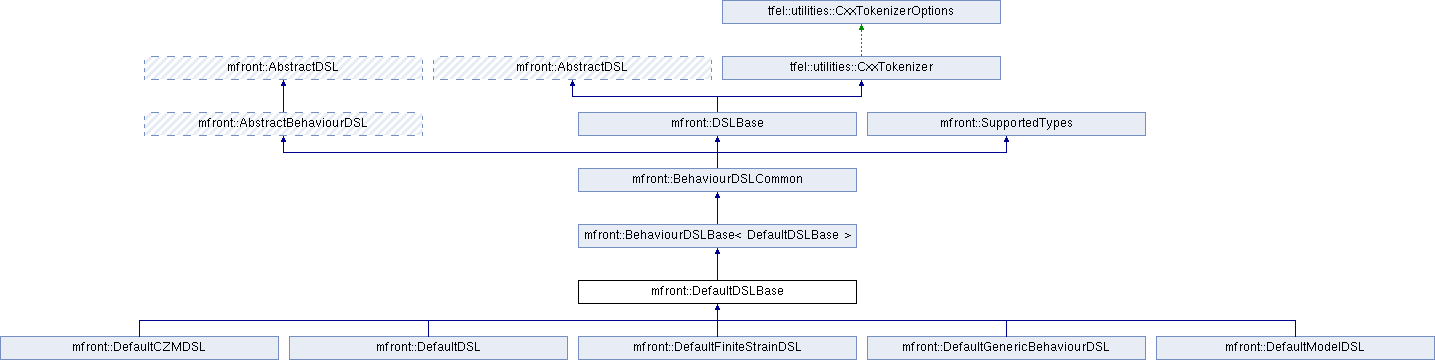 tfel::utilities::CxxTokenizerOptions
mfront::AbstractDSL
mfront::AbstractDSL
tfel::utilities::CxxTokenizer
mfront::AbstractBehaviourDSL
mfront::DSLBase
mfront::SupportedTypes
mfront::BehaviourDSLCommon
mfront::BehaviourDSLBase< DefaultDSLBase >
mfront::DefaultDSLBase
mfront::DefaultCZMDSL
mfront::DefaultDSL
mfront::DefaultFiniteStrainDSL
mfront::DefaultGenericBehaviourDSL
mfront::DefaultModelDSL